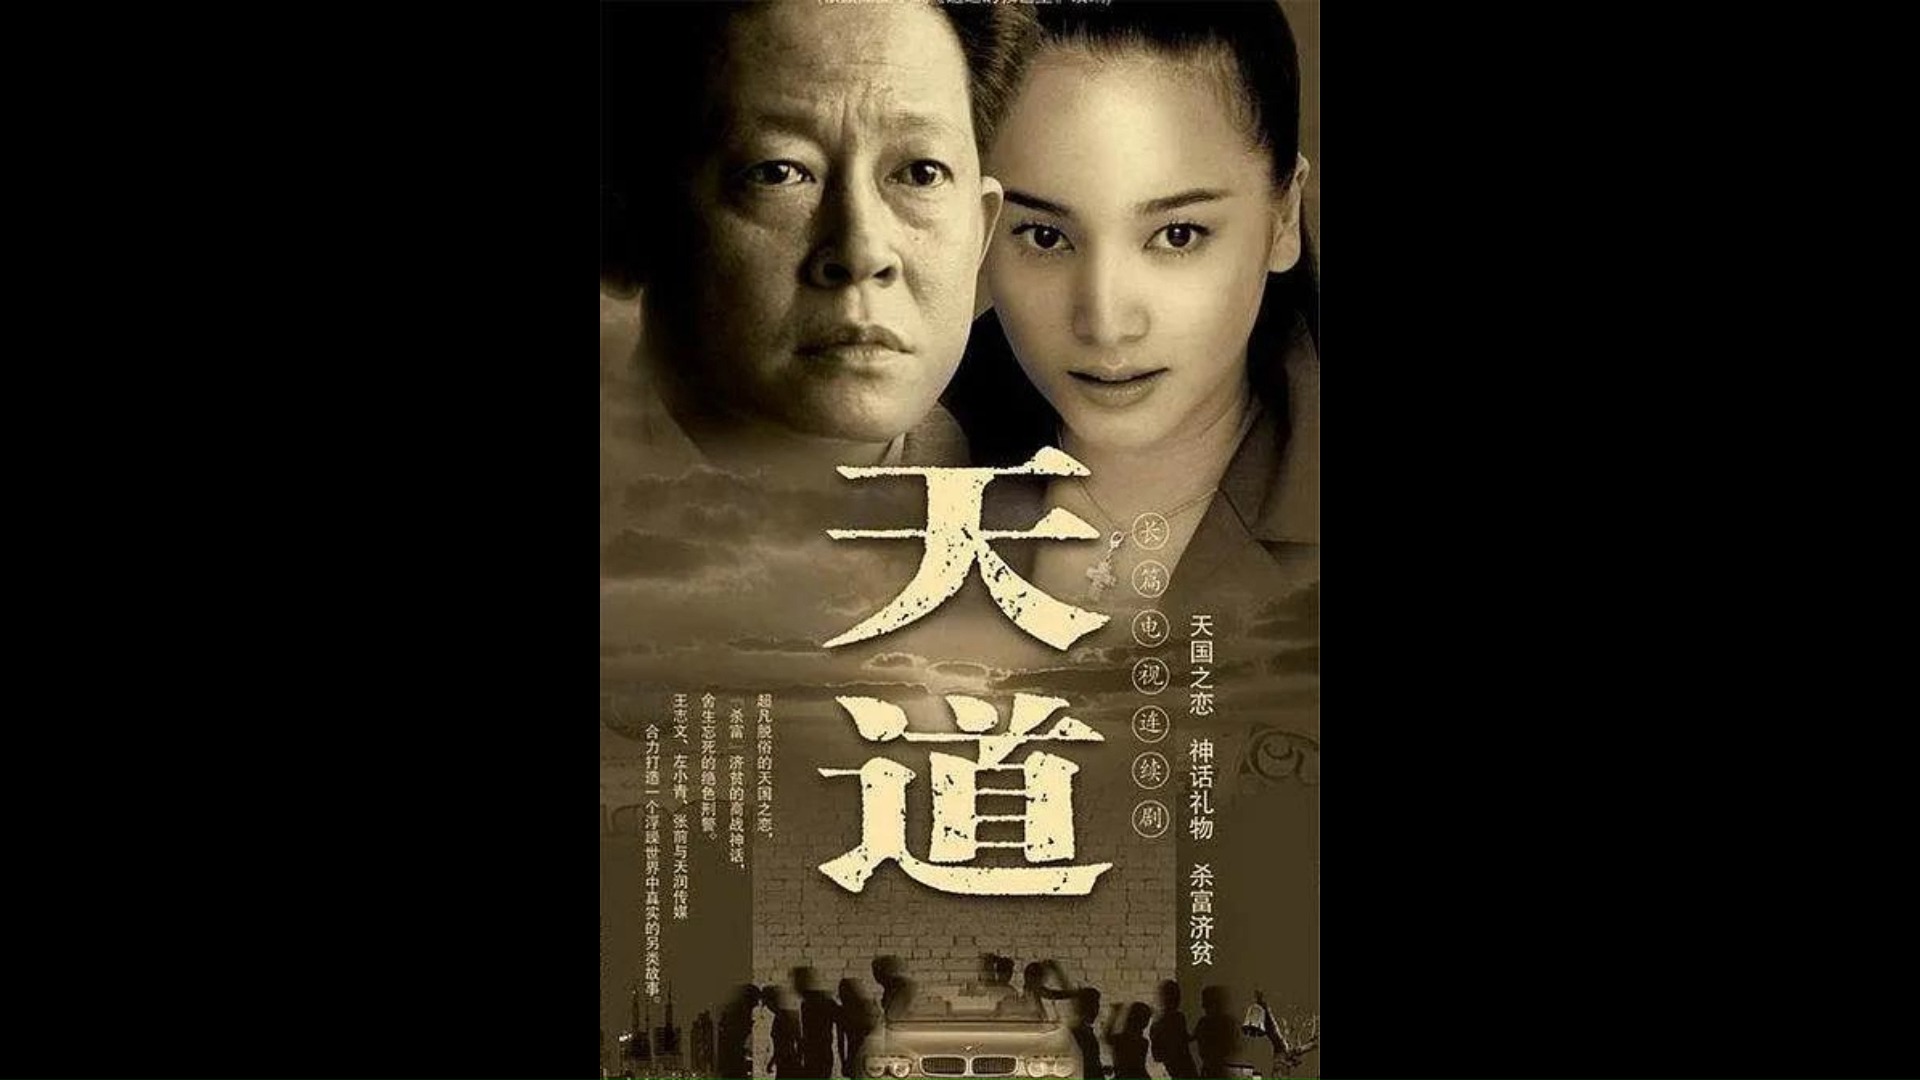 天道
长篇电视连续剧
天国之恋 神话礼物 杀富济贫
超凡脱俗的天国之恋,
“杀富”济贫的商战神话,
舍生忘死的绝色刑警。
王志文、左小青、张前与天润传媒
合力打造一个浮躁世界中真实的另类故事。